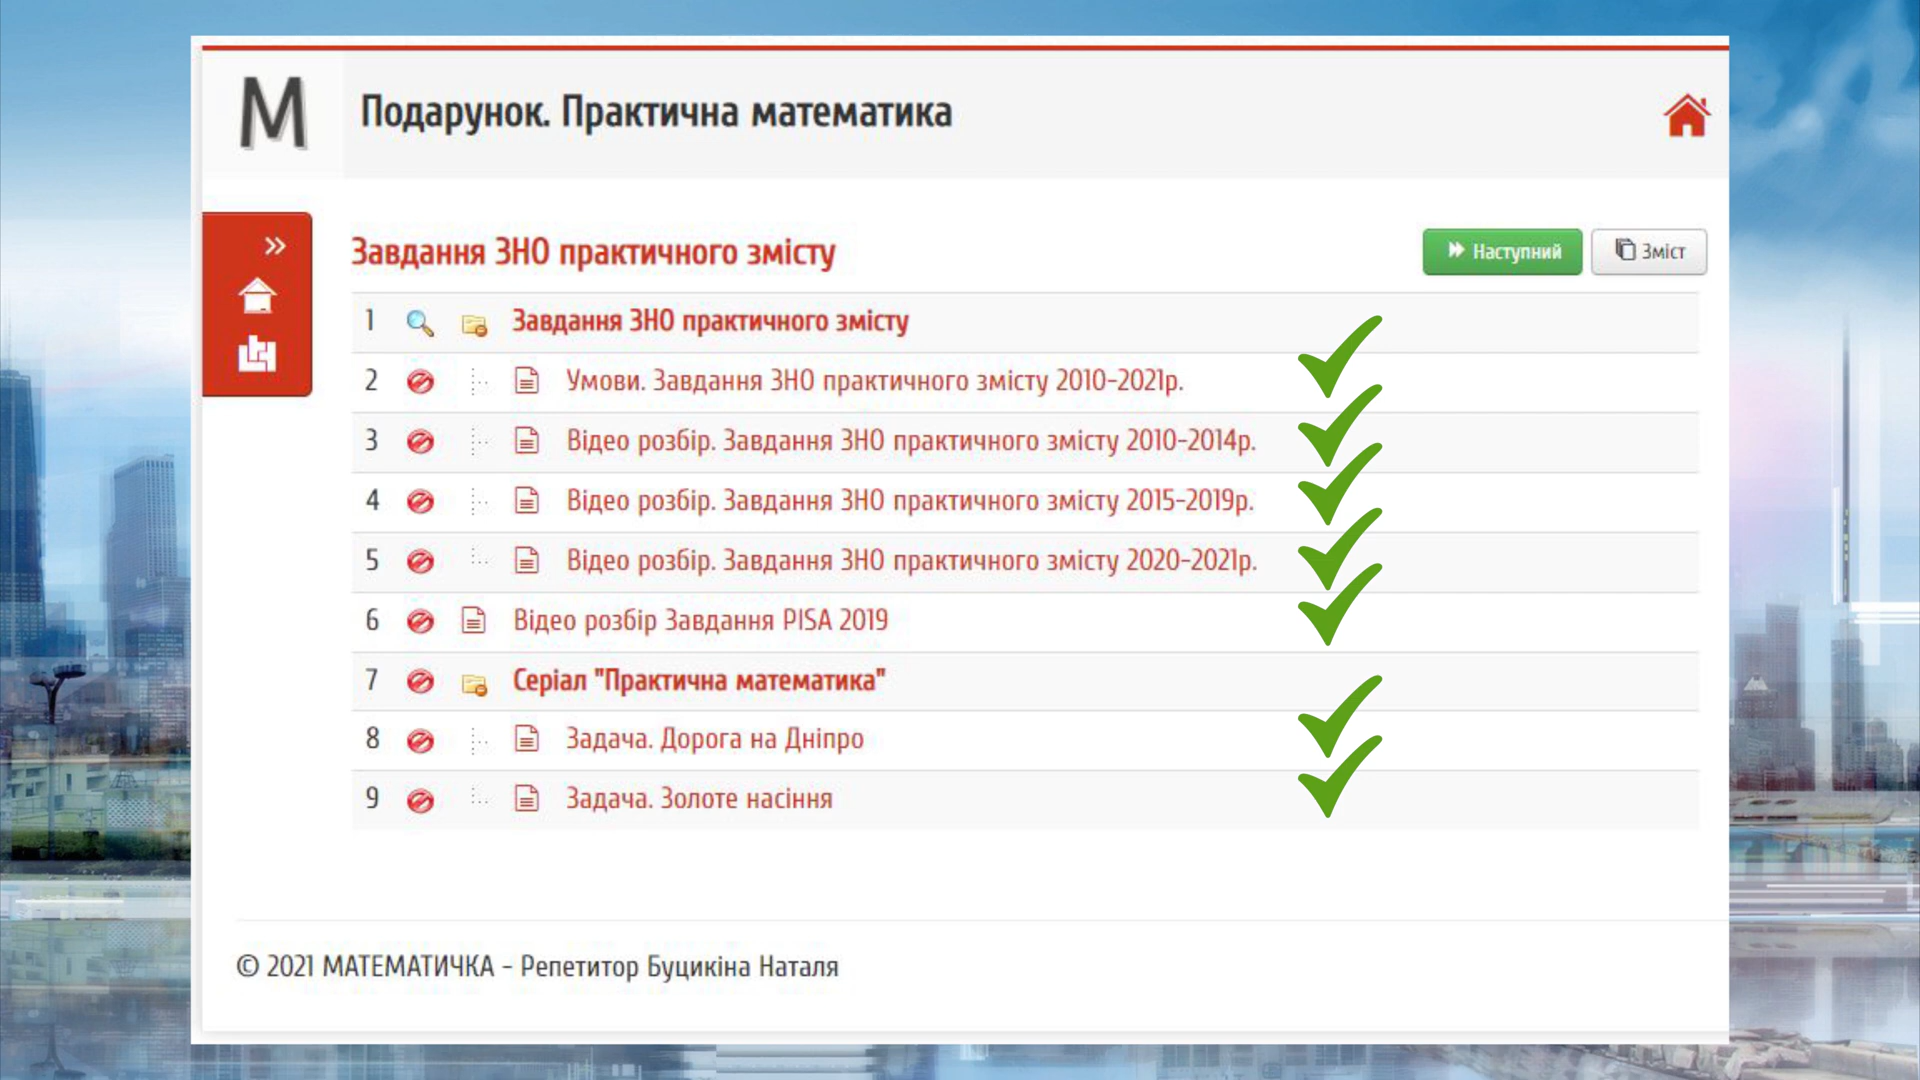 M
Подарунок. Практична математика
Завдання ЗНО практичного змісту
Наступний
Зміст
1 Завдання ЗНО практичного змісту
2 Умови. Завдання ЗНО практичного змісту 2010-2021р.
3 Відео розбір. Завдання ЗНО практичного змісту 2010-2014р.
4 Відео розбір. Завдання ЗНО практичного змісту 2015-2019р.
5 Відео розбір. Завдання ЗНО практичного змісту 2020-2021р.
6 Відео розбір Завдання PISA 2019
7 Серіал "Практична математика"
8 Задача. Дорога на Дніпро
9 Задача. Золоте насіння
© 2021 МАТЕМАТИЧКА - Репетитор Буцикіна Наталя